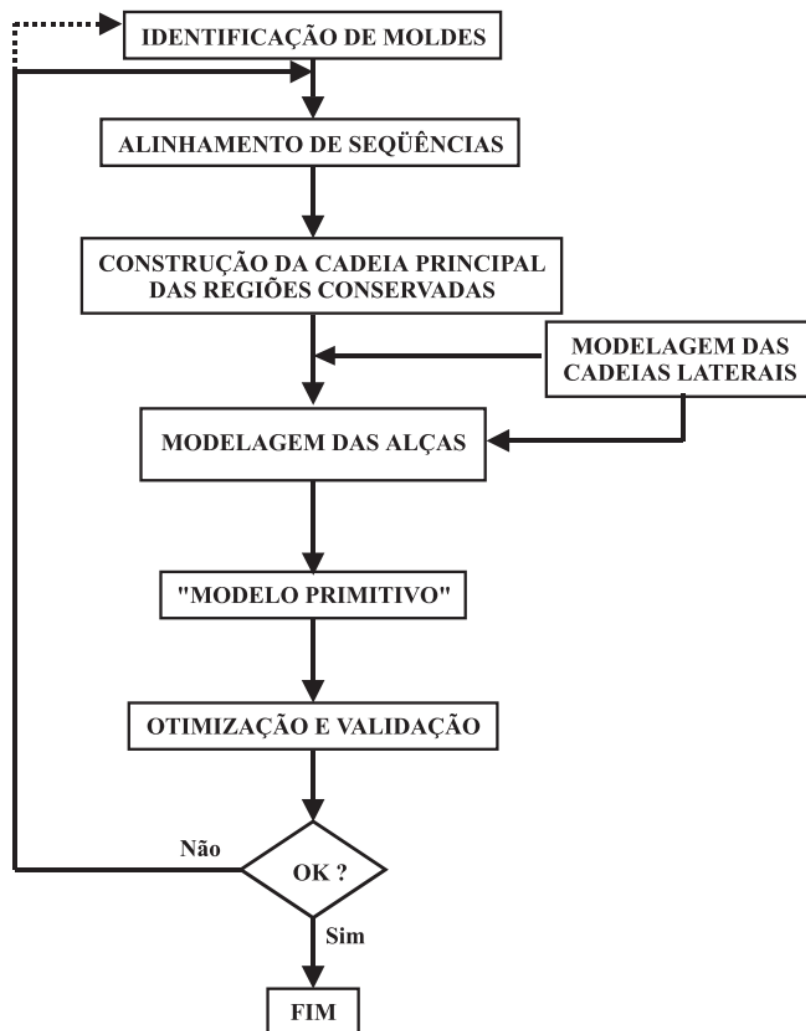 IDENTIFICAÇÃO DE MOLDES
ALINHAMENTO DE SEQÜÊNCIAS
CONSTRUÇÃO DA CADEIA PRINCIPAL
DAS REGIÕES CONSERVADAS
MODELAGEM DAS
CADEIAS LATERAIS
MODELAGEM DAS ALÇAS
"MODELO PRIMITIVO"
OTIMIZAÇÃO E VALIDAÇÃO
Não
OK ?
Sim
FIM